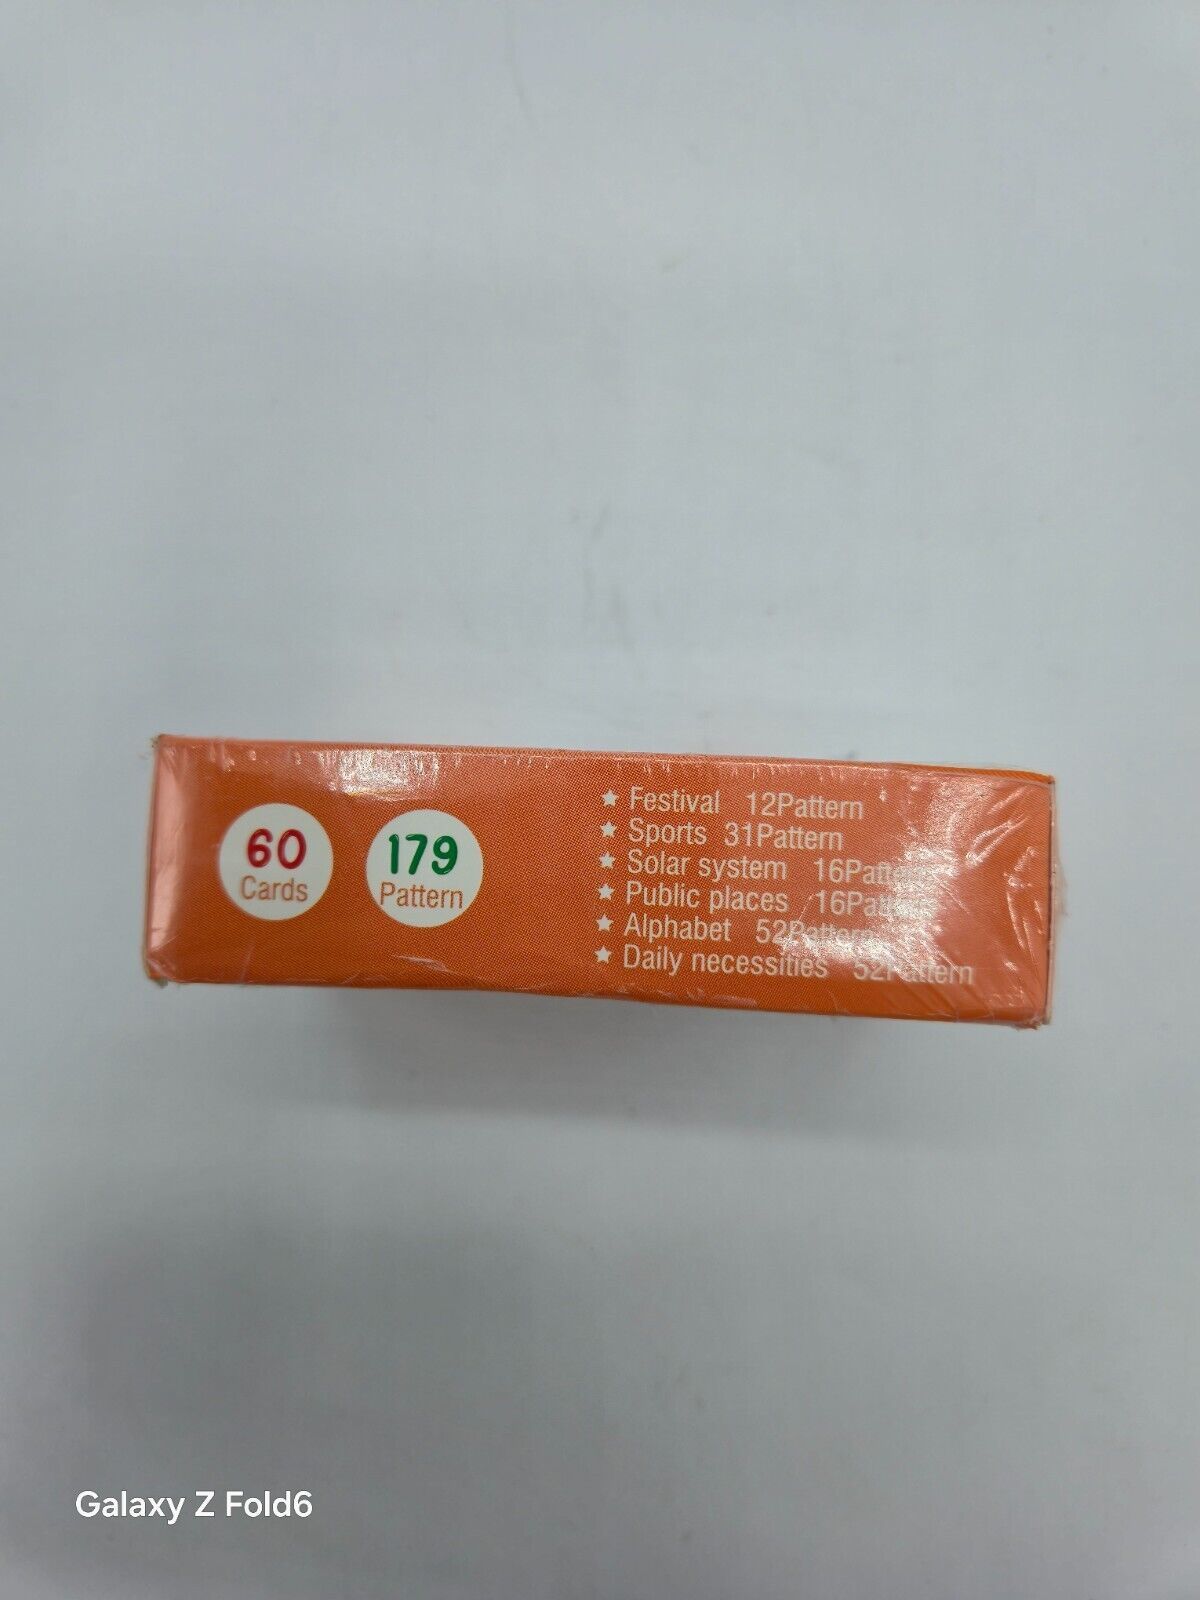 60
Cards
179
Pattern
★ Festival 12Pattern
★ Sports 31Pattern
★ Solar system 16Pattern
★ Public places 16Pattern
★ Alphabet 52Pattern
★ Daily necessities 52Pattern
Galaxy Z Fold6